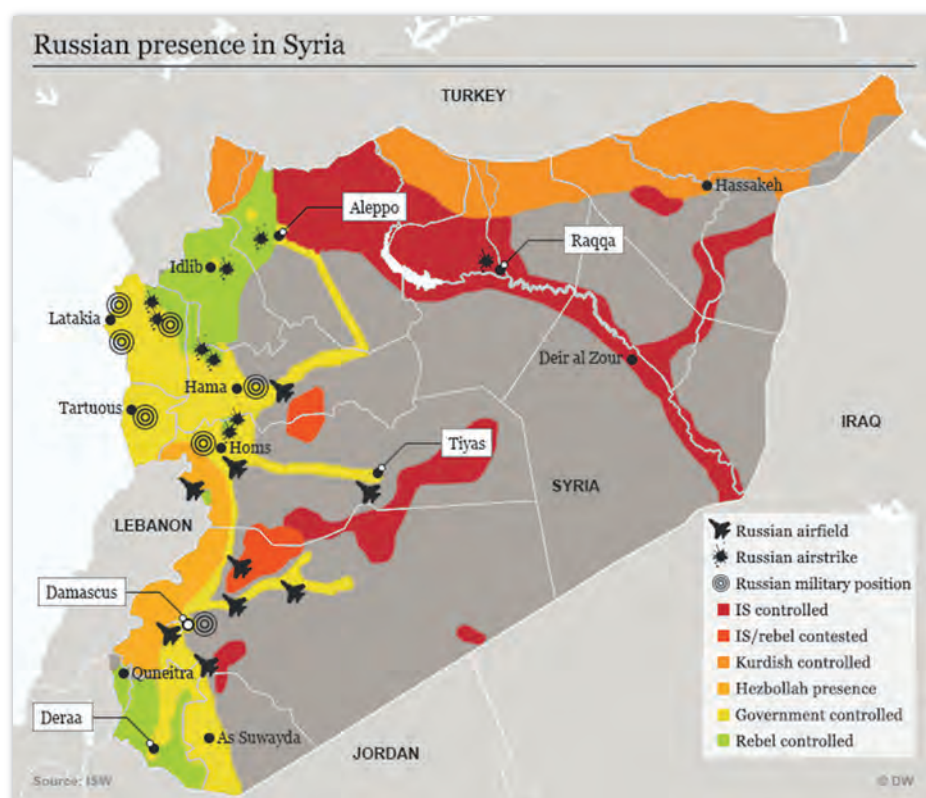 Russian presence in Syria
TURKEY
Hassakeh
Aleppo
Raqqa
Idlib
Latakia
Deir al Zour
Hama
Tartuous
IRAQ
Homs
Tiyas
SYRIA
LEBANON
Damascus
Quneitra
Deraa
As Suwayda
JORDAN
Russian airfield
Russian airstrike
Russian military position
IS controlled
IS/rebel contested
Kurdish controlled
Hezbollah presence
Government controlled
Rebel controlled
Source: ISW
© DW